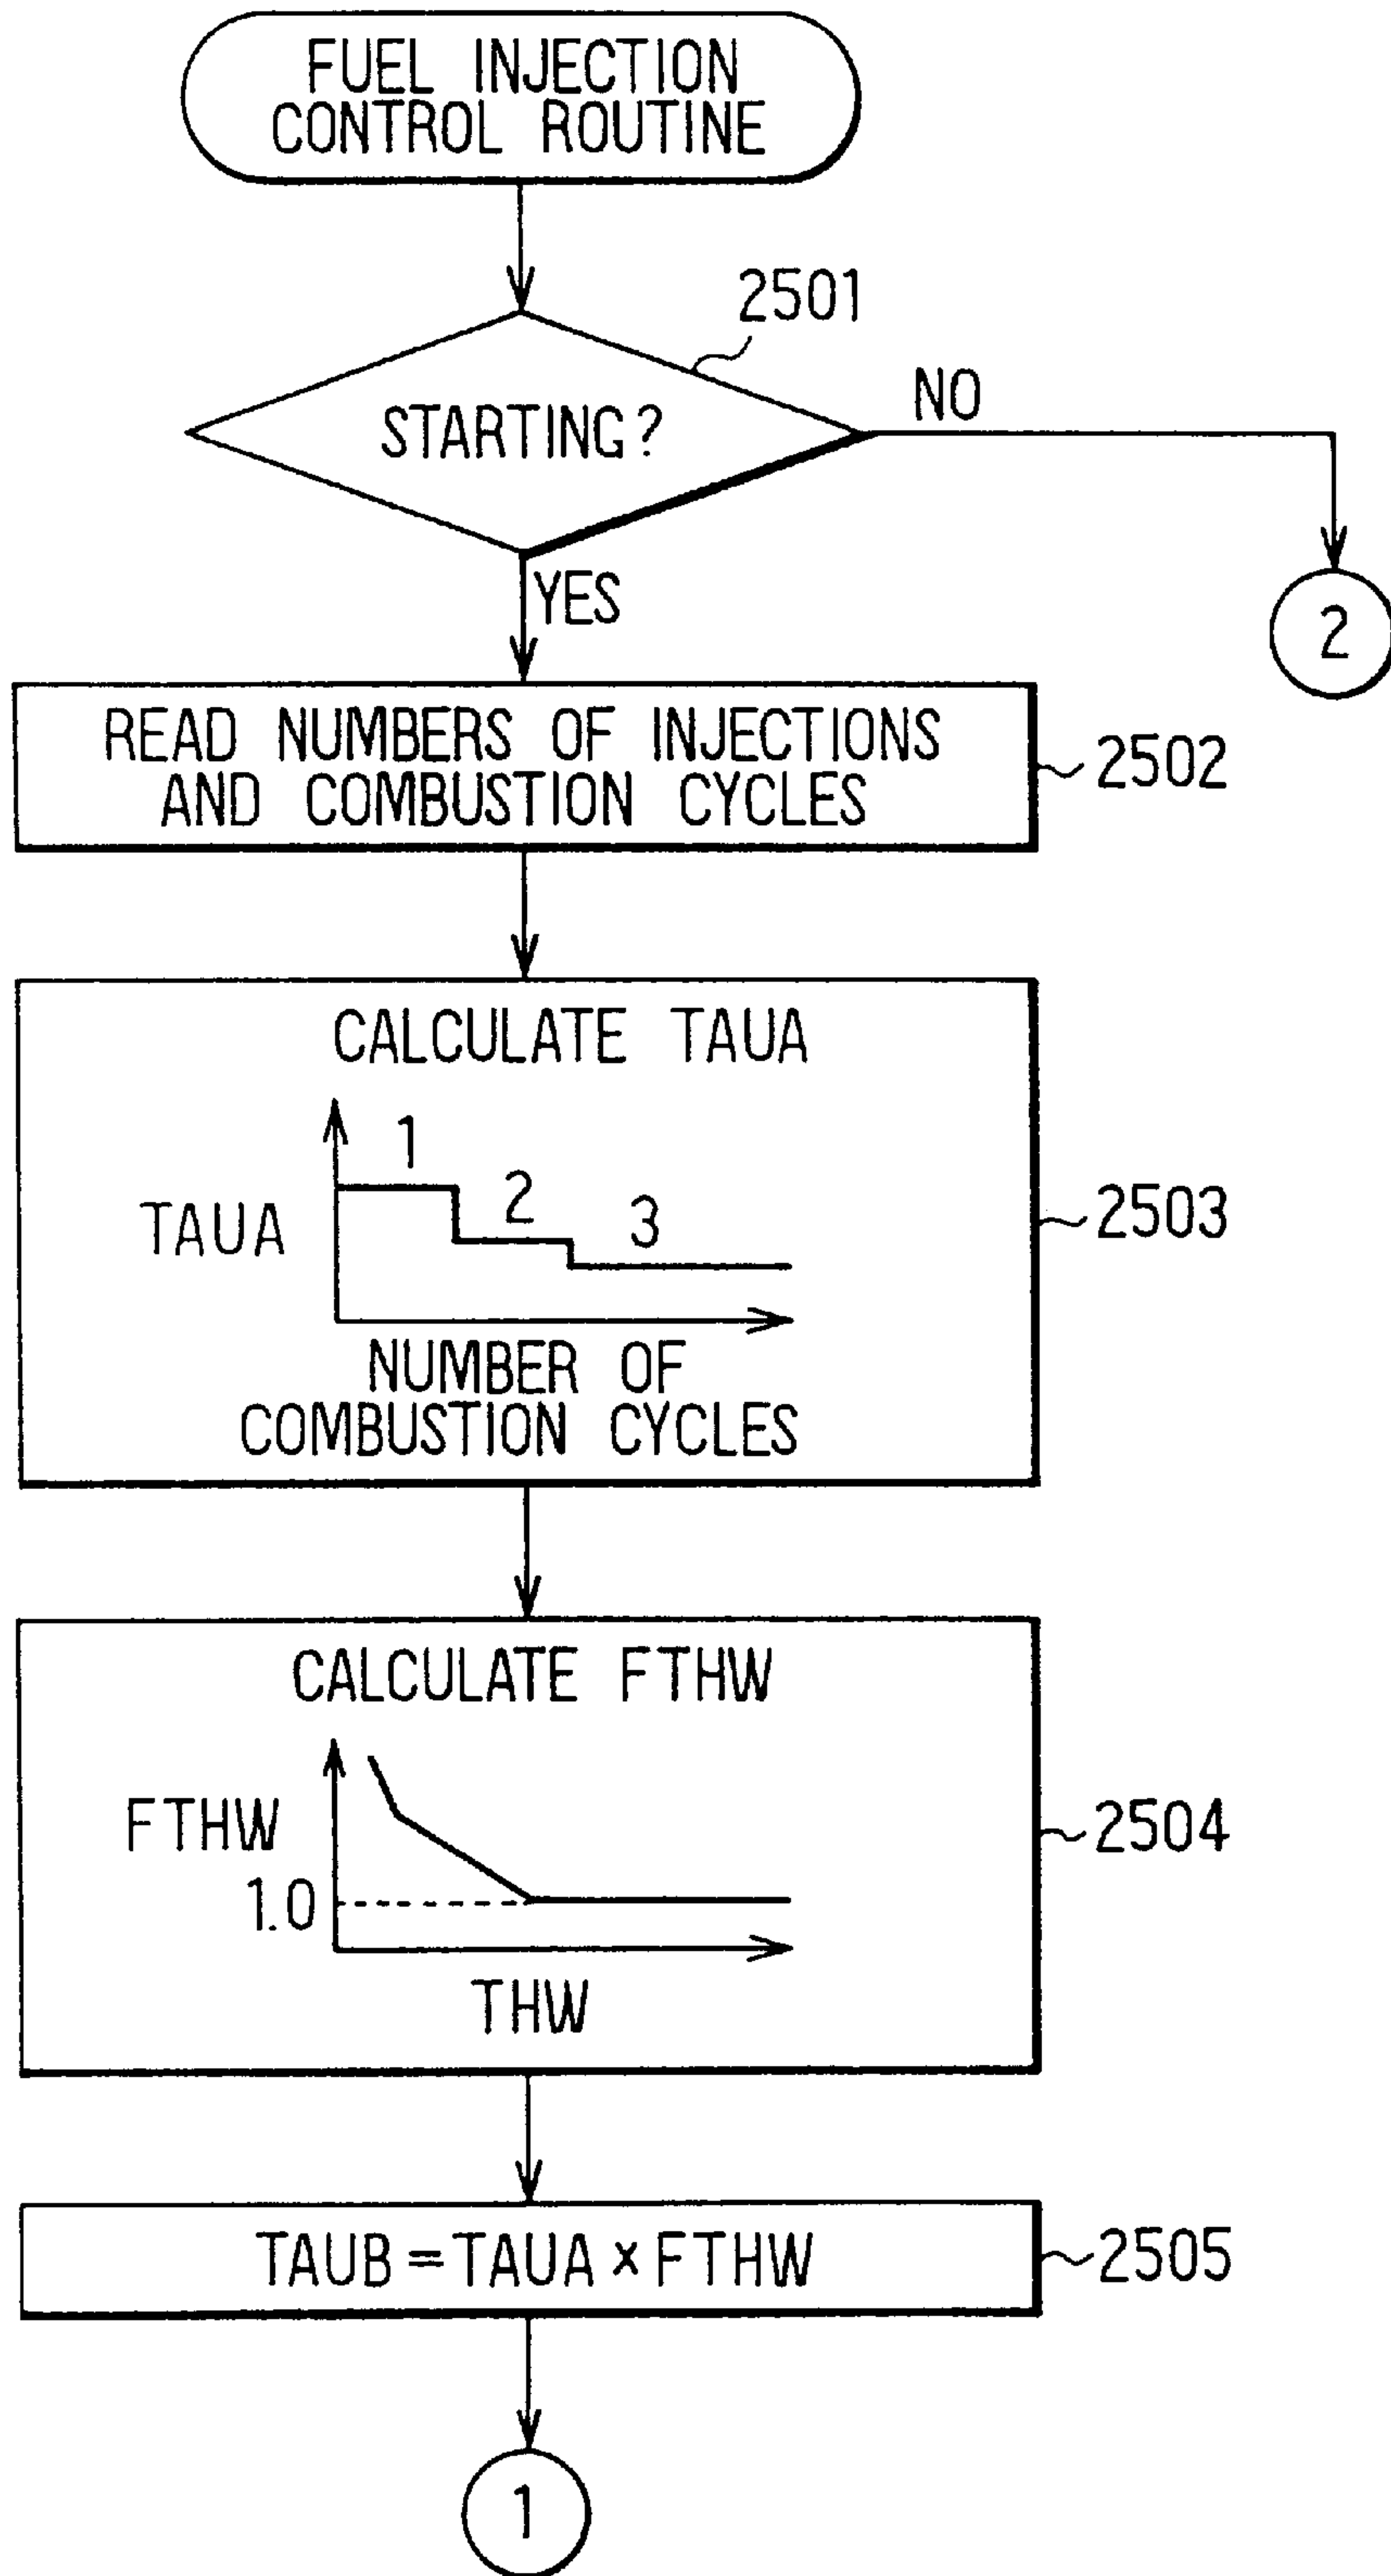 FUEL INJECTION
CONTROL ROUTINE
2501
STARTING?
NO
YES
2
READ NUMBERS OF INJECTIONS
AND COMBUSTION CYCLES
2502
CALCULATE TAUA
1
2
3
TAUA
2503
NUMBER OF
COMBUSTION CYCLES
CALCULATE FTHW
FTHW
2504
1.0
THW
TAUB=TAUA×FTHW
2505
1